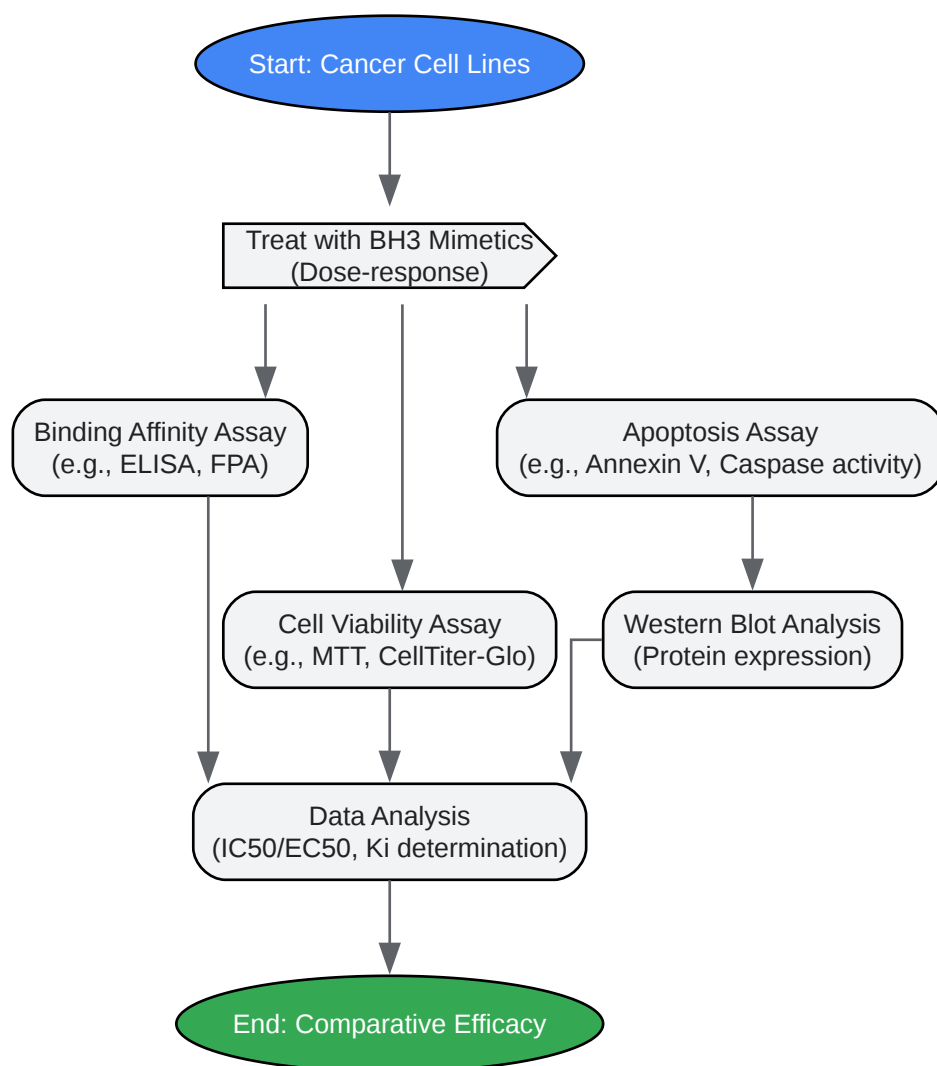 Start: Cancer Cell Lines
Treat with BH3 Mimetics
(Dose-response)
Binding Affinity Assay
(e.g., ELISA, FPA)
Apoptosis Assay
(e.g., Annexin V, Caspase activity)
Cell Viability Assay
(e.g., MTT, CellTiter-Glo)
Western Blot Analysis
(Protein expression)
Data Analysis
(IC50/EC50, Ki determination)
End: Comparative Efficacy